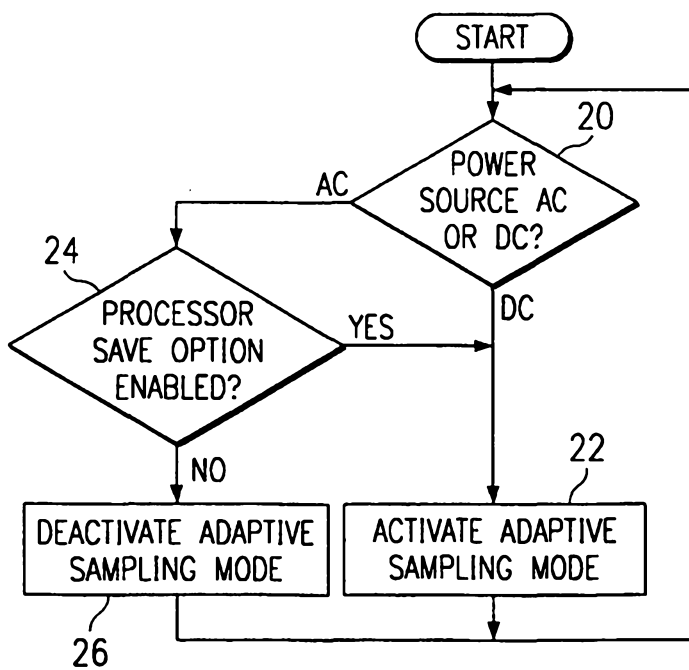 START
20
POWER
SOURCE AC
OR DC?
AC
DC
24
PROCESSOR
SAVE OPTION
ENABLED?
YES
NO
DEACTIVATE ADAPTIVE
SAMPLING MODE
26
22
ACTIVATE ADAPTIVE
SAMPLING MODE